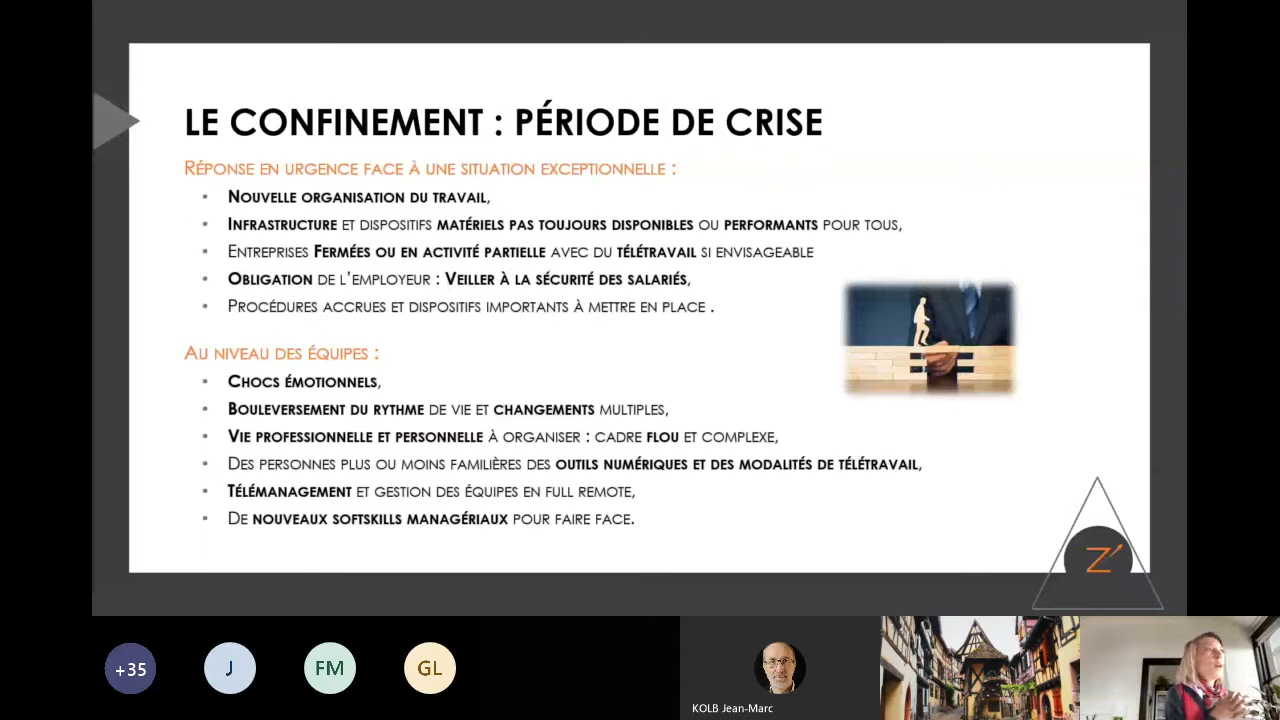 LE CONFINEMENT : PÉRIODE DE CRISE
RÉPONSE EN URGENCE FACE À UNE SITUATION EXCEPTIONNELLE :
• NOUVELLE ORGANISATION DU TRAVAIL,
• INFRASTRUCTURE ET DISPOSITIFS MATÉRIELS PAS TOUJOURS DISPONIBLES OU PERFORMANTS POUR TOUS,
• ENTREPRISES FERMÉES OU EN ACTIVITÉ PARTIELLE AVEC DU TÉLÉTRAVAIL SI ENVISAGEABLE
• OBLIGATION DE L'EMPLOYEUR : VEILLER À LA SÉCURITÉ DES SALARIÉS,
• PROCÉDURES ACCRUES ET DISPOSITIFS IMPORTANTS À METTRE EN PLACE .
AU NIVEAU DES ÉQUIPES :
• CHOCS ÉMOTIONNELS,
• BOULEVERSEMENT DU RYTHME DE VIE ET CHANGEMENTS MULTIPLES,
• VIE PROFESSIONNELLE ET PERSONNELLE À ORGANISER : CADRE FLOU ET COMPLEXE,
• DES PERSONNES PLUS OU MOINS FAMILIÈRES DES OUTILS NUMÉRIQUES ET DES MODALITÉS DE TÉLÉTRAVAIL,
• TÉLÉMANAGEMENT ET GESTION DES ÉQUIPES EN FULL REMOTE,
• DE NOUVEAUX SOFTSKILLS MANAGÉRIAUX POUR FAIRE FACE.
Z
+35
J
FM
GL
KOLB Jean-Marc